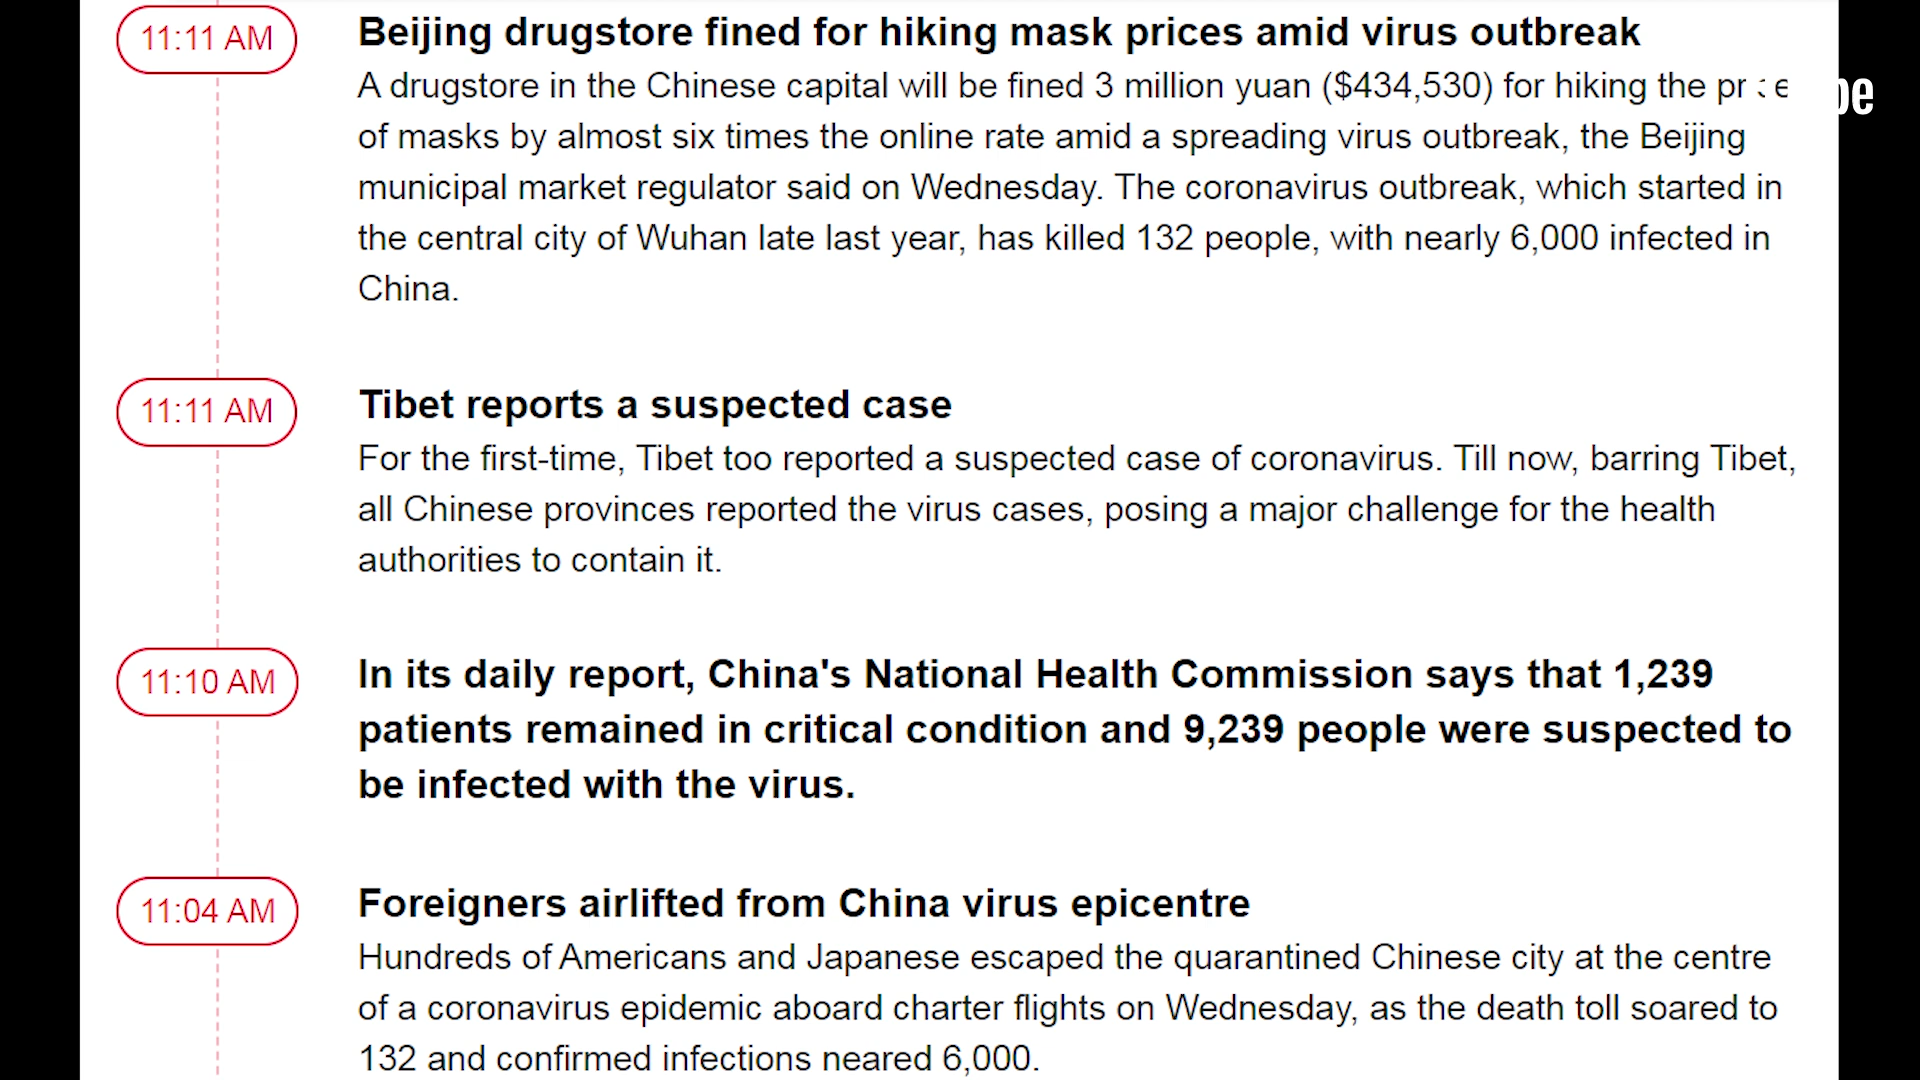 11:11 AM
Beijing drugstore fined for hiking mask prices amid virus outbreak
A drugstore in the Chinese capital will be fined 3 million yuan ($434,530) for hiking the
of masks by almost six times the online rate amid a spreading virus outbreak, the Beijing
municipal market regulator said on Wednesday. The coronavirus outbreak, which started in
the central city of Wuhan late last year, has killed 132 people, with nearly 6,000 infected in
China.
11:11 AM
Tibet reports a suspected case
For the first-time, Tibet too reported a suspected case of coronavirus. Till now, barring Tibet,
all Chinese provinces reported the virus cases, posing a major challenge for the health
authorities to contain it.
11:10 AM
In its daily report, China's National Health Commission says that 1,239
patients remained in critical condition and 9,239 people were suspected to
be infected with the virus.
11:04 AM
Foreigners airlifted from China virus epicentre
Hundreds of Americans and Japanese escaped the quarantined Chinese city at the centre
of a coronavirus epidemic aboard charter flights on Wednesday, as the death toll soared to
132 and confirmed infections neared 6,000.